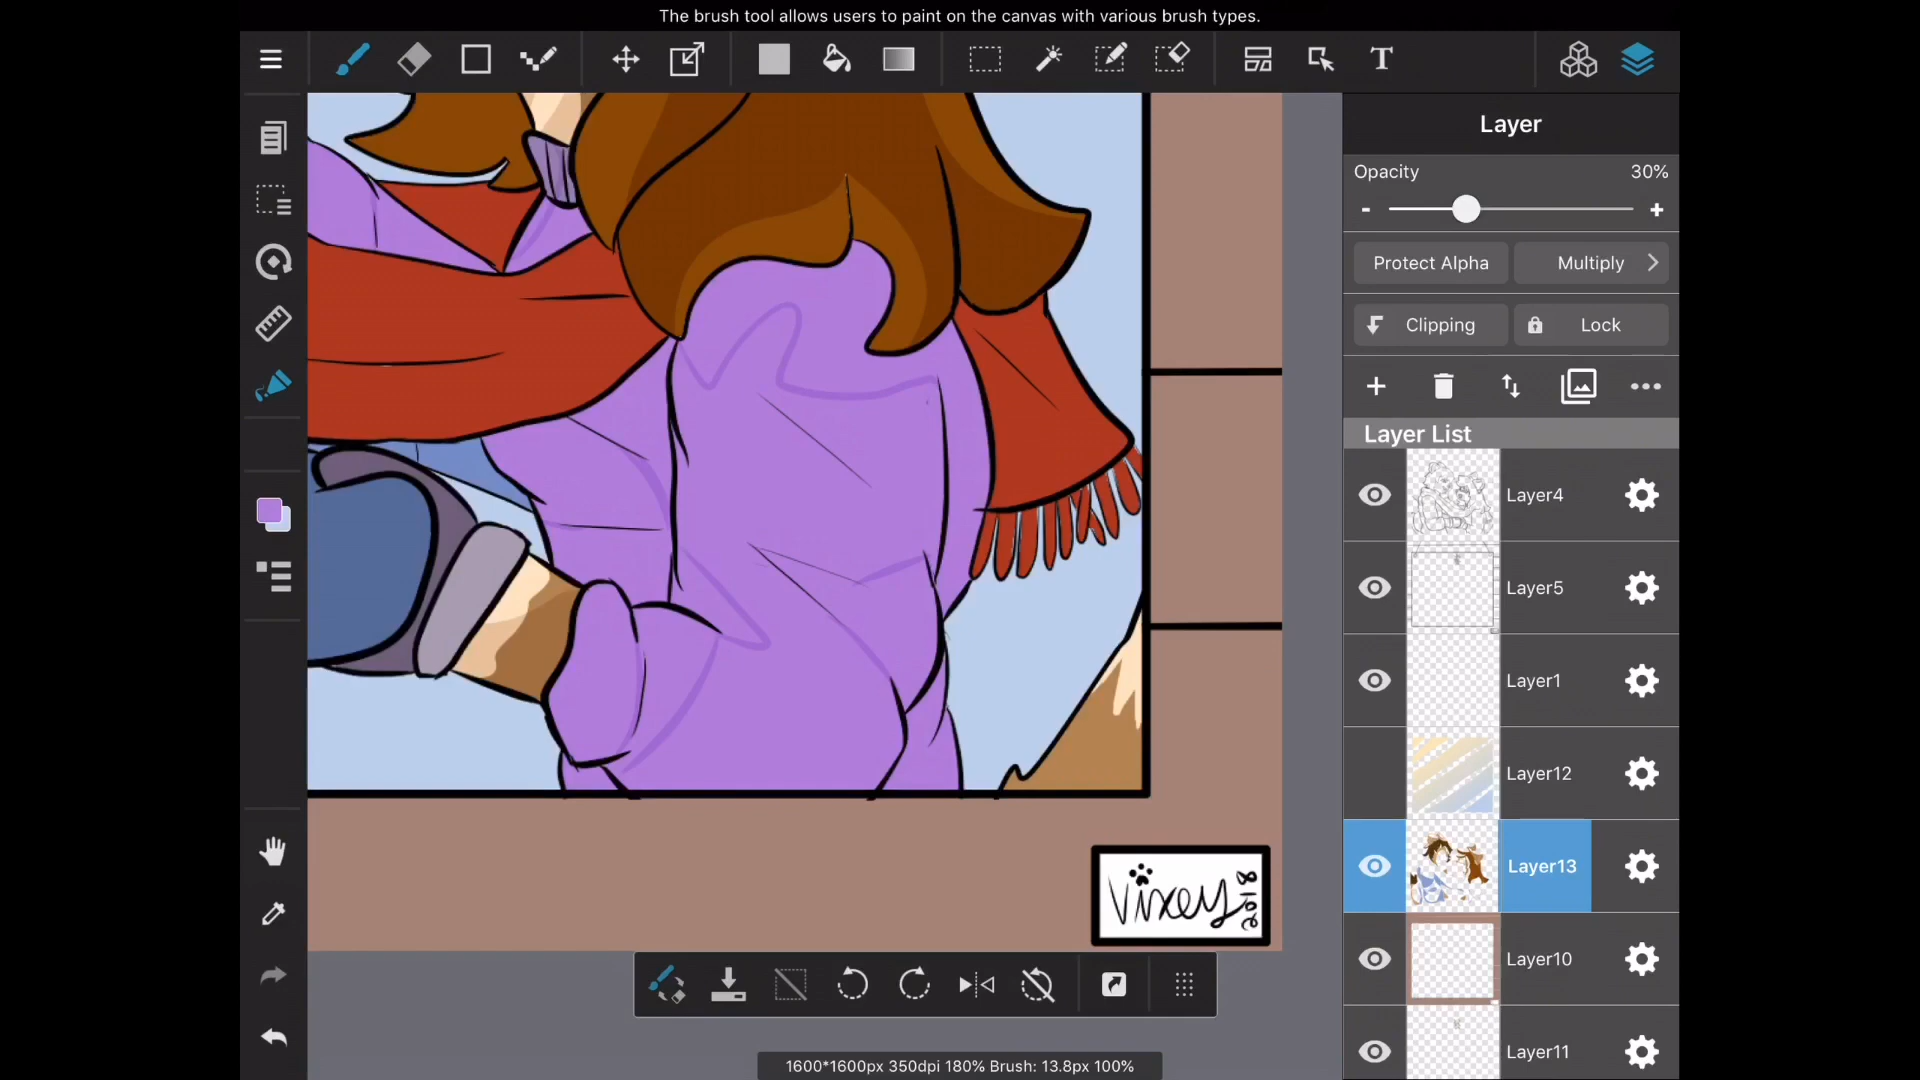 The brush tool allows users to paint on the canvas with various brush types.
T
Layer
Opacity 30%
- +
Protect Alpha
Multiply
Clipping
Lock
Layer List
Layer4
Layer5
Layer1
Layer12
Layer13
Layer10
Layer11
Vixey
2018
1600*1600px 350dpi 180% Brush: 13.8px 100%